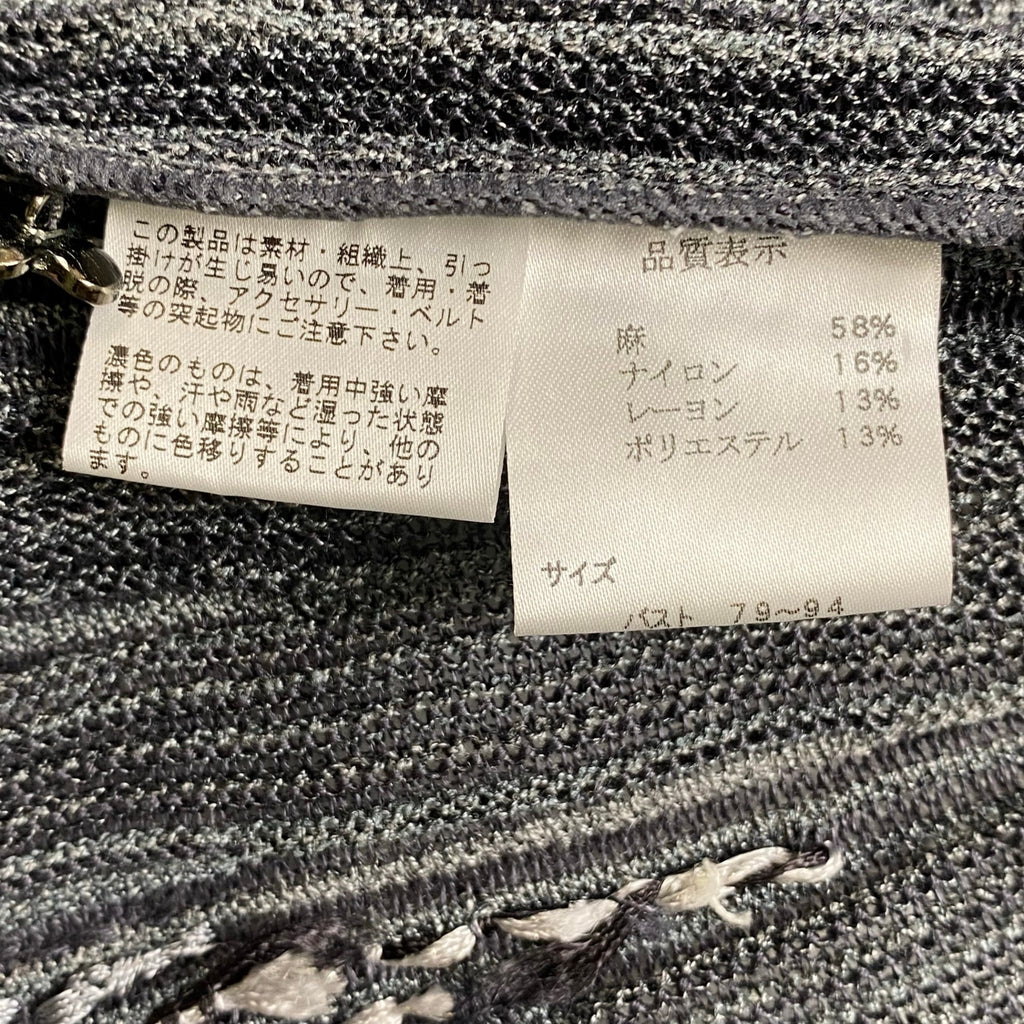 この製品は素材・組織上、引っ
掛けが生じ易いので、着用・着
脱の際、アクセサリー・ベルト
等の突起物にご注意下さい。
濃色のものは、着用中強い摩
擦や、汗や雨など湿った状態
での強い摩擦等により、他の
ものに色移りすることがあり
ます。
品質表示
麻 58%
ナイロン 16%
レーヨン 13%
ポリエステル 13%
サイズ
バスト 79〜94